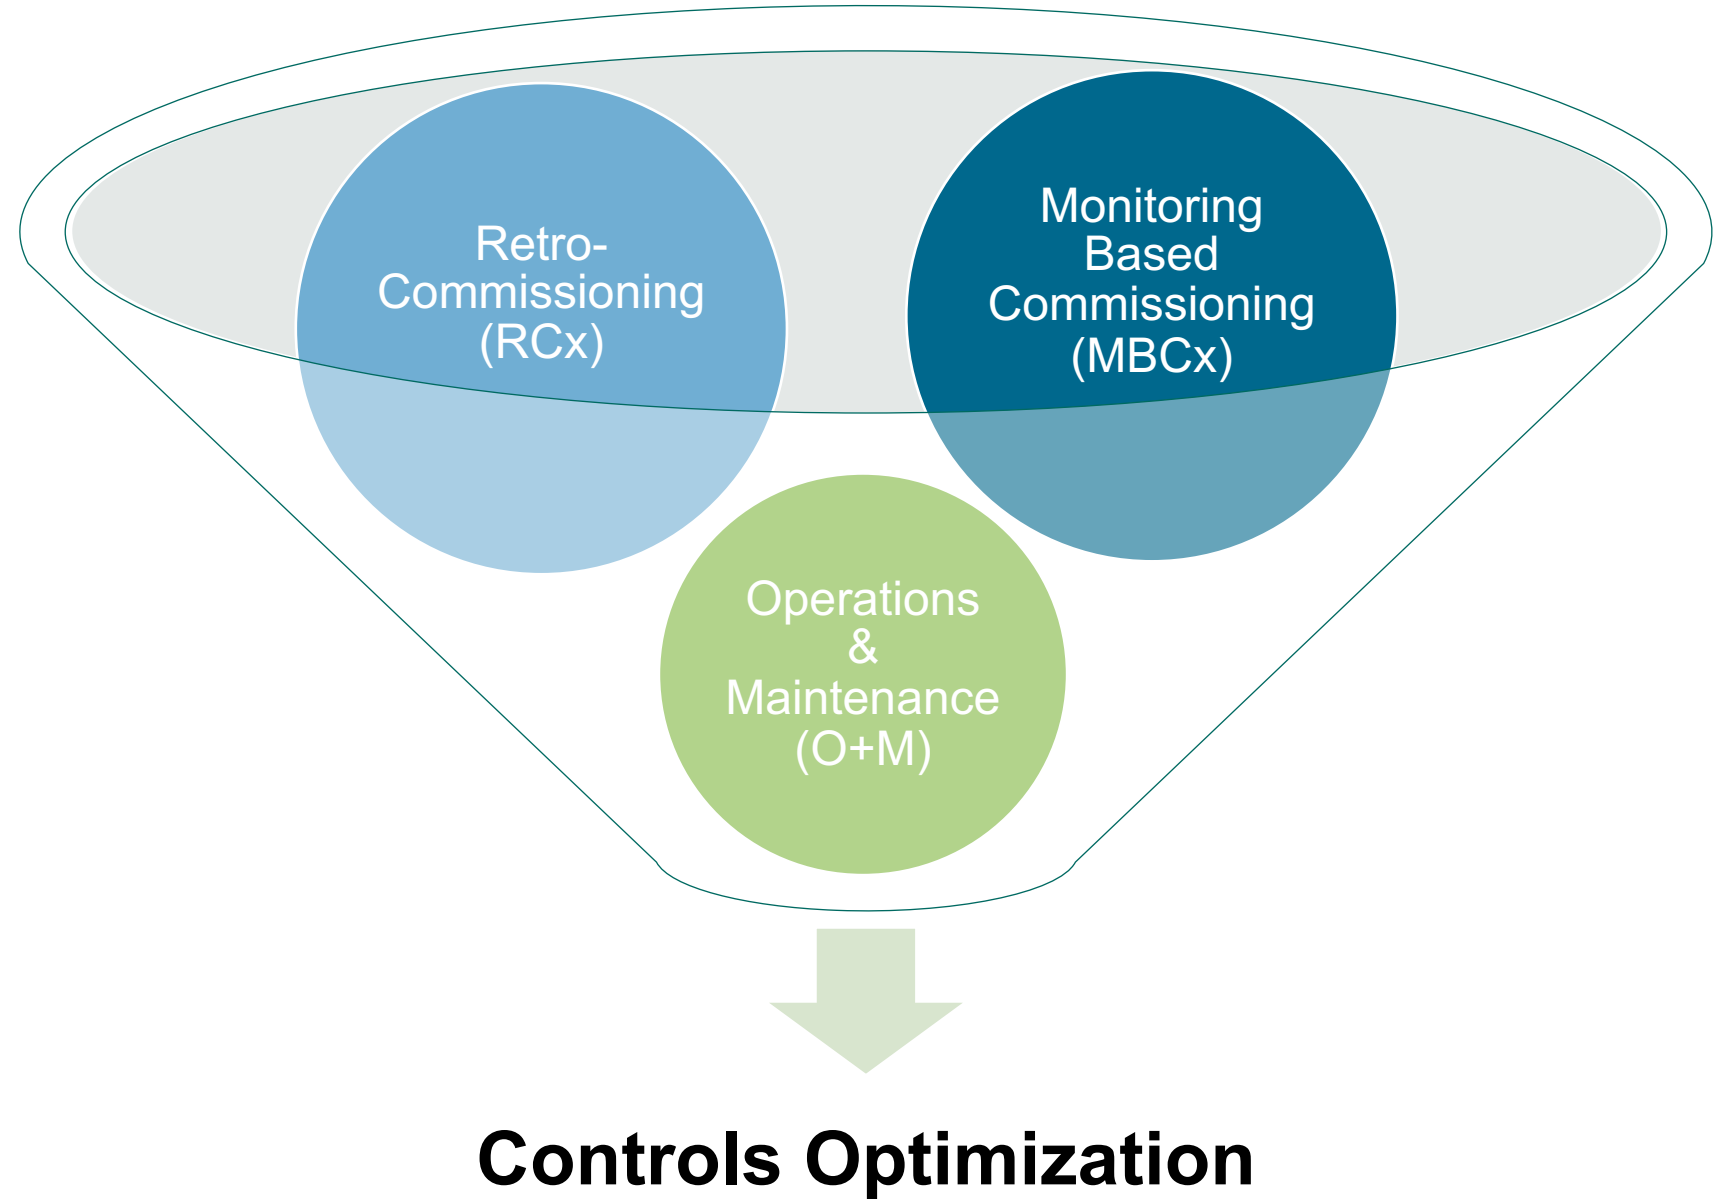 Retro-
Commissioning
(RCx)
Monitoring
Based
Commissioning
(MBCx)
Operations
&
Maintenance
(O+M)
Controls Optimization